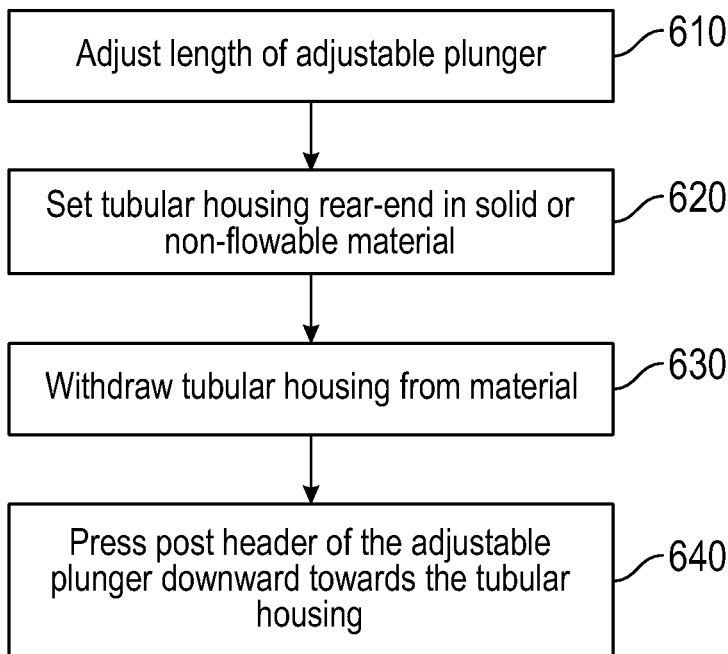 Adjust length of adjustable plunger
610
Set tubular housing rear-end in solid or
non-flowable material
620
Withdraw tubular housing from material
630
Press post header of the adjustable
plunger downward towards the tubular
housing
640